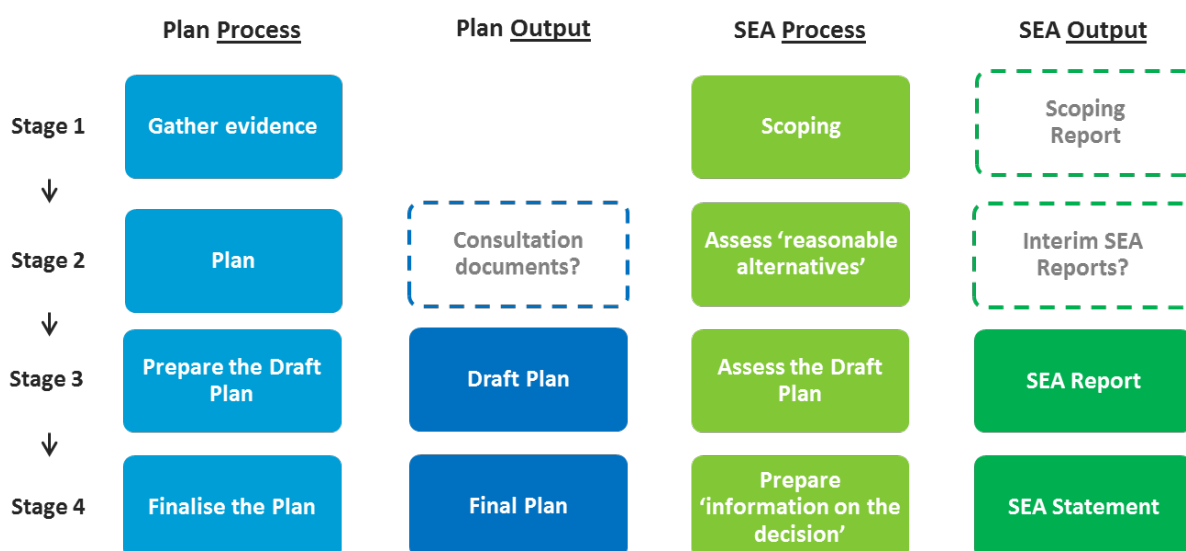 Plan Process
Plan Output
SEA Process
SEA Output
Stage 1
Gather evidence
Scoping
Scoping
Report
Stage 2
Plan
Consultation
documents?
Assess ‘reasonable
alternatives’
Interim SEA
Reports?
Stage 3
Prepare the Draft
Plan
Draft Plan
Assess the Draft
Plan
SEA Report
Stage 4
Finalise the Plan
Final Plan
Prepare
‘information on the
decision’
SEA Statement